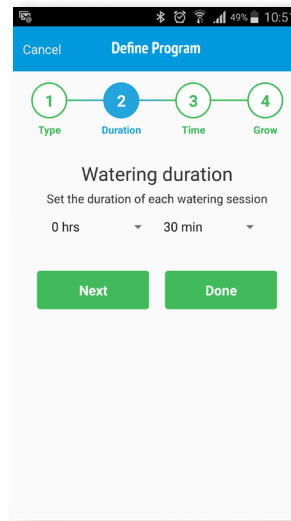 49% 10:51
Cancel Define Program
1 2 3 4
Type Duration Time Grow
Watering duration
Set the duration of each watering session
0 hrs 30 min
Next Done